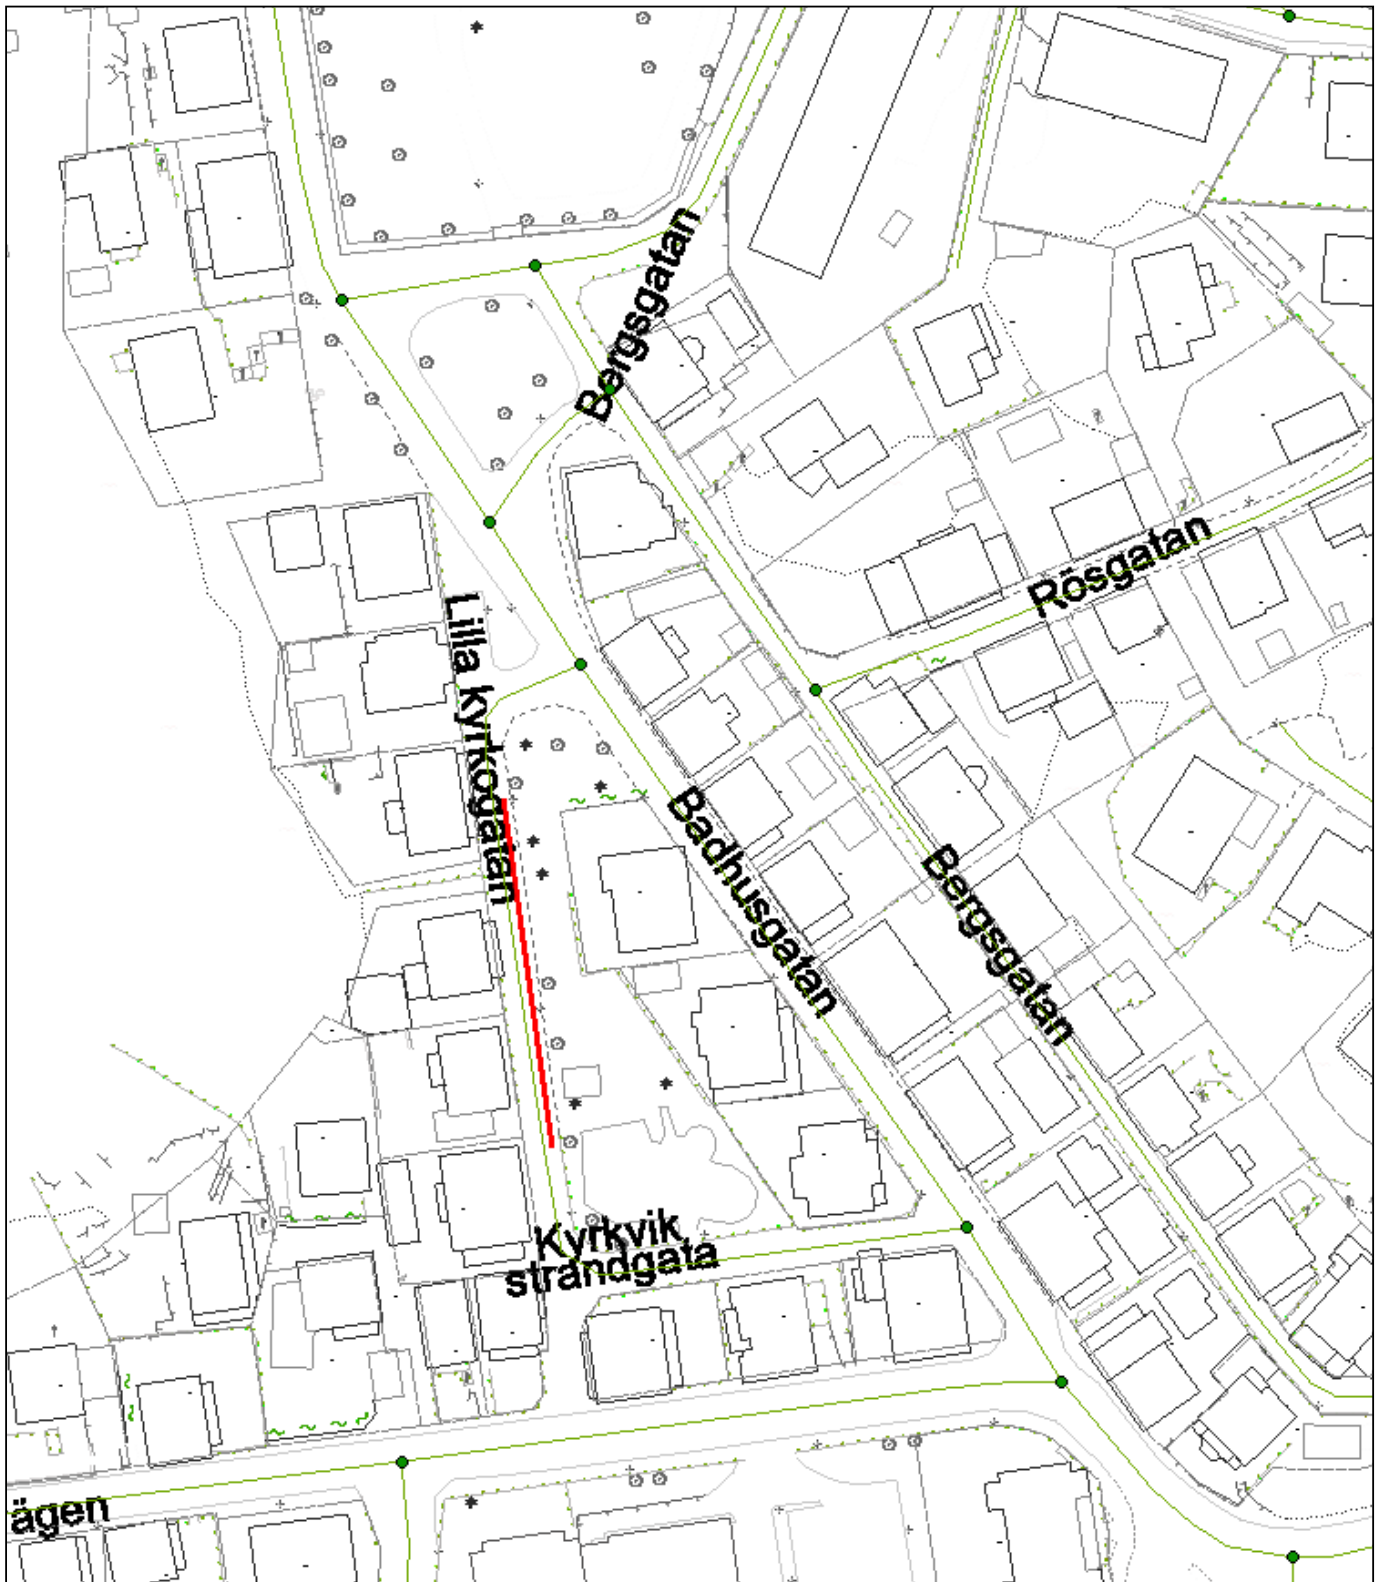 Bergsgatan
Rösgatan
Lilla kyrkogatan
Badhusgatan
Bergsgatan
Kyrkvik
strandgata
ägen